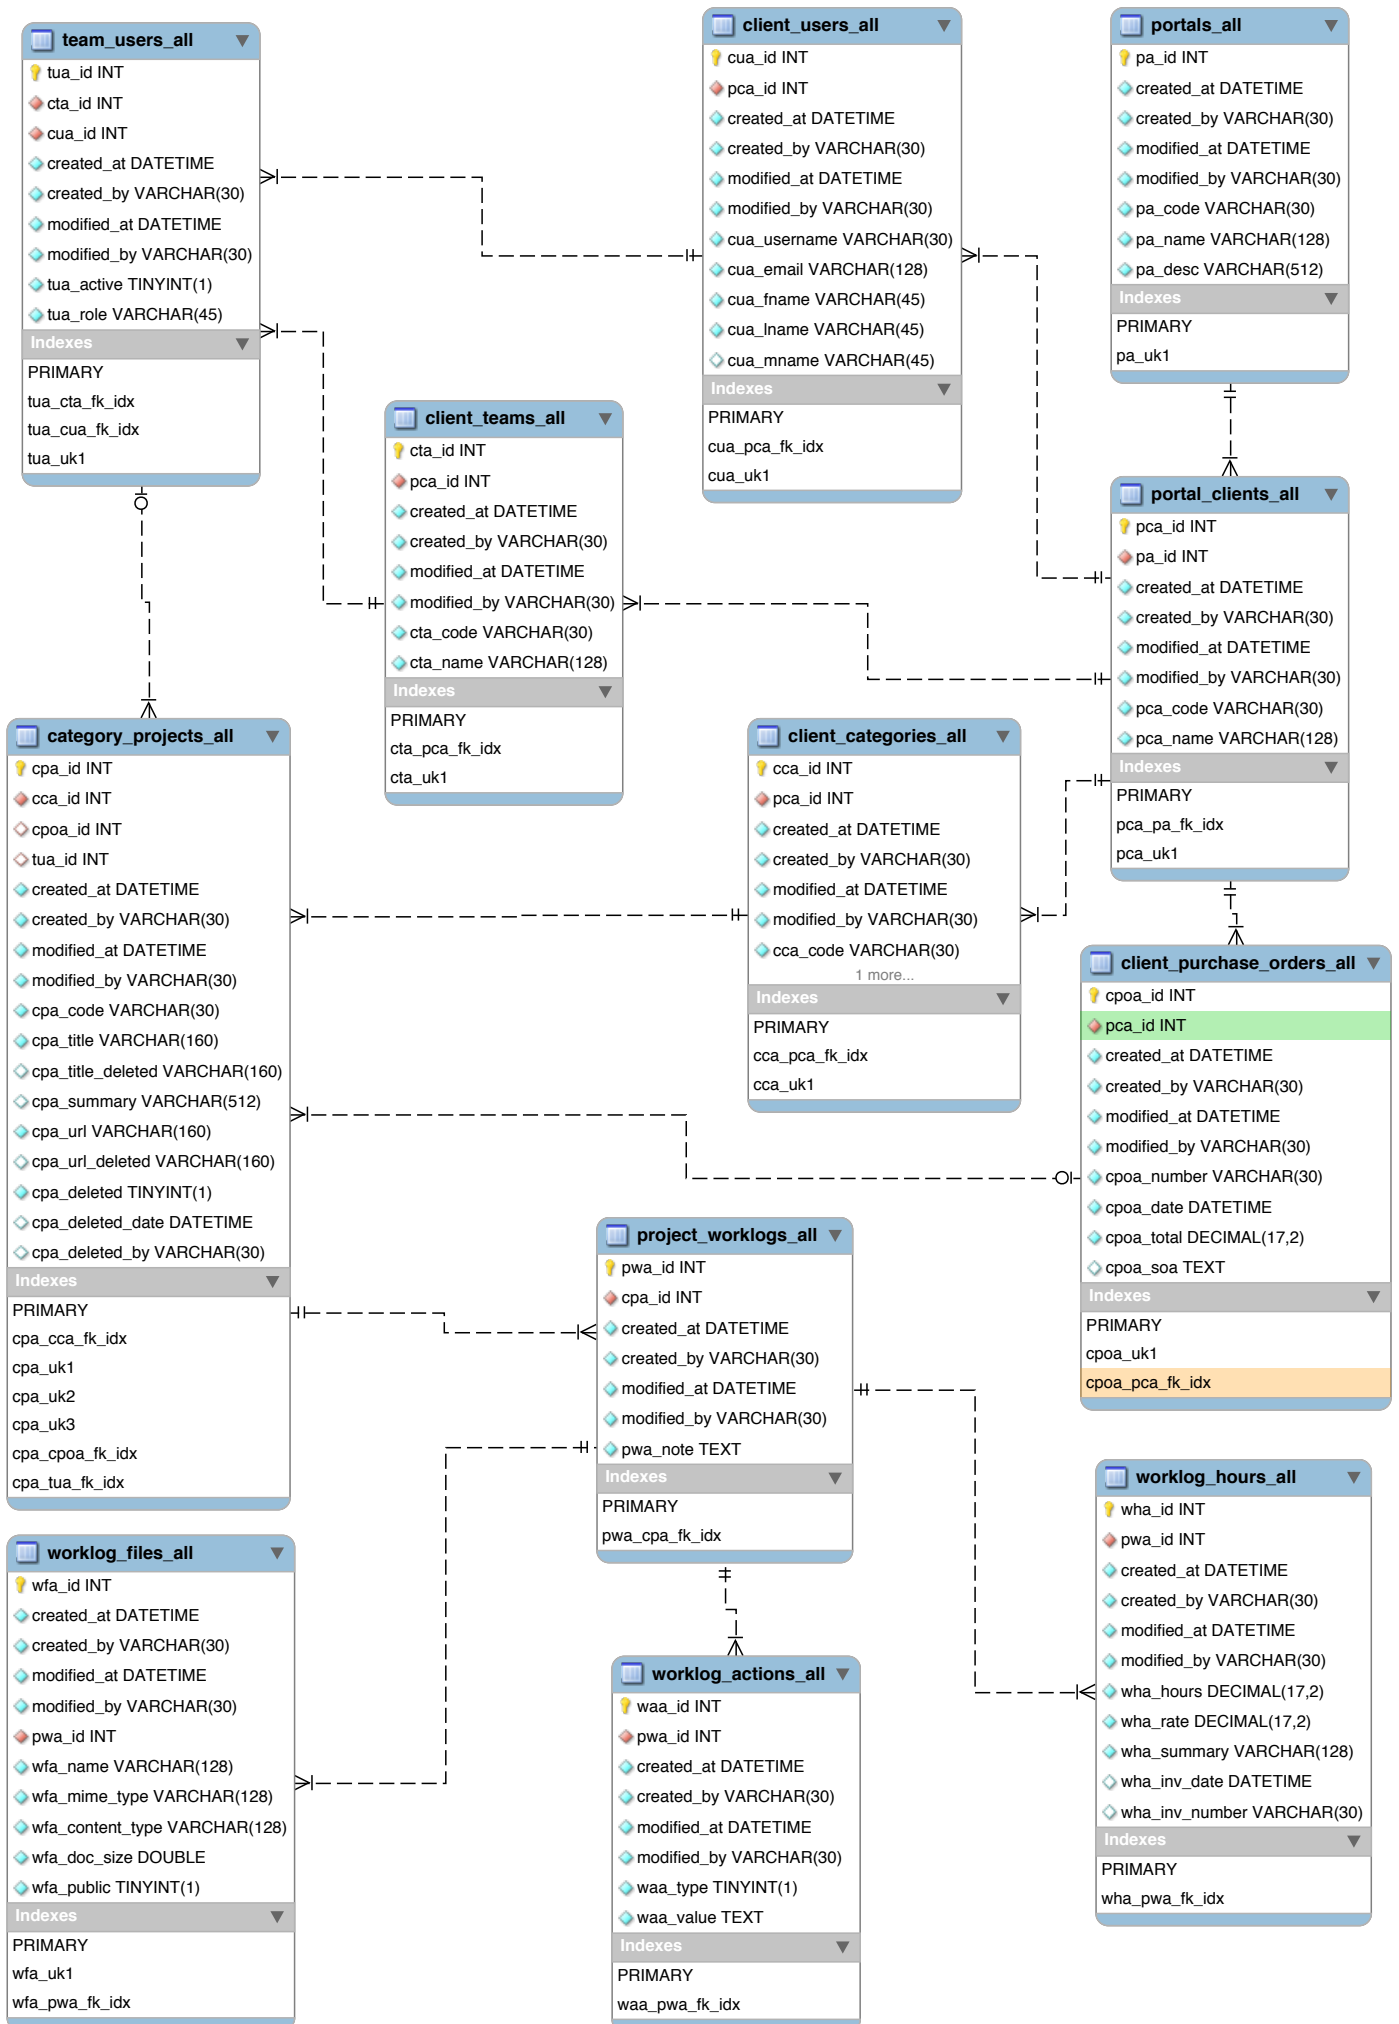 team_users_all
tua_id INT
cta_id INT
cua_id INT
created_at DATETIME
created_by VARCHAR(30)
modified_at DATETIME
modified_by VARCHAR(30)
tua_active TINYINT(1)
tua_role VARCHAR(45)
Indexes
PRIMARY
tua_cta_fk_idx
tua_cua_fk_idx
tua_uk1
client_users_all
cua_id INT
pca_id INT
created_at DATETIME
created_by VARCHAR(30)
modified_at DATETIME
modified_by VARCHAR(30)
cua_username VARCHAR(30)
cua_email VARCHAR(128)
cua_fname VARCHAR(45)
cua_lname VARCHAR(45)
cua_mname VARCHAR(45)
Indexes
PRIMARY
cua_pca_fk_idx
cua_uk1
portals_all
pa_id INT
created_at DATETIME
created_by VARCHAR(30)
modified_at DATETIME
modified_by VARCHAR(30)
pa_code VARCHAR(30)
pa_name VARCHAR(128)
pa_desc VARCHAR(512)
Indexes
PRIMARY
pa_uk1
client_teams_all
cta_id INT
pca_id INT
created_at DATETIME
created_by VARCHAR(30)
modified_at DATETIME
modified_by VARCHAR(30)
cta_code VARCHAR(30)
cta_name VARCHAR(128)
Indexes
PRIMARY
cta_pca_fk_idx
cta_uk1
portal_clients_all
pca_id INT
pa_id INT
created_at DATETIME
created_by VARCHAR(30)
modified_at DATETIME
modified_by VARCHAR(30)
pca_code VARCHAR(30)
pca_name VARCHAR(128)
Indexes
PRIMARY
pca_pa_fk_idx
pca_uk1
category_projects_all
cpa_id INT
cca_id INT
cpoa_id INT
tua_id INT
created_at DATETIME
created_by VARCHAR(30)
modified_at DATETIME
modified_by VARCHAR(30)
cpa_code VARCHAR(30)
cpa_title VARCHAR(160)
cpa_title_deleted VARCHAR(160)
cpa_summary VARCHAR(512)
cpa_url VARCHAR(160)
cpa_url_deleted VARCHAR(160)
cpa_deleted TINYINT(1)
cpa_deleted_date DATETIME
cpa_deleted_by VARCHAR(30)
Indexes
PRIMARY
cpa_cca_fk_idx
cpa_uk1
cpa_uk2
cpa_uk3
cpa_cpoa_fk_idx
cpa_tua_fk_idx
client_categories_all
cca_id INT
pca_id INT
created_at DATETIME
created_by VARCHAR(30)
modified_at DATETIME
modified_by VARCHAR(30)
cca_code VARCHAR(30)
1 more...
Indexes
PRIMARY
cca_pca_fk_idx
cca_uk1
client_purchase_orders_all
cpoa_id INT
pca_id INT
created_at DATETIME
created_by VARCHAR(30)
modified_at DATETIME
modified_by VARCHAR(30)
cpoa_number VARCHAR(30)
cpoa_date DATETIME
cpoa_total DECIMAL(17,2)
cpoa_soa TEXT
Indexes
PRIMARY
cpoa_uk1
cpoa_pca_fk_idx
project_worklogs_all
pwa_id INT
cpa_id INT
created_at DATETIME
created_by VARCHAR(30)
modified_at DATETIME
modified_by VARCHAR(30)
pwa_note TEXT
Indexes
PRIMARY
pwa_cpa_fk_idx
worklog_hours_all
wha_id INT
pwa_id INT
created_at DATETIME
created_by VARCHAR(30)
modified_at DATETIME
modified_by VARCHAR(30)
wha_hours DECIMAL(17,2)
wha_rate DECIMAL(17,2)
wha_summary VARCHAR(128)
wha_inv_date DATETIME
wha_inv_number VARCHAR(30)
Indexes
PRIMARY
wha_pwa_fk_idx
worklog_files_all
wfa_id INT
created_at DATETIME
created_by VARCHAR(30)
modified_at DATETIME
modified_by VARCHAR(30)
pwa_id INT
wfa_name VARCHAR(128)
wfa_mime_type VARCHAR(128)
wfa_content_type VARCHAR(128)
wfa_doc_size DOUBLE
wfa_public TINYINT(1)
Indexes
PRIMARY
wfa_uk1
wfa_pwa_fk_idx
worklog_actions_all
waa_id INT
pwa_id INT
created_at DATETIME
created_by VARCHAR(30)
modified_at DATETIME
modified_by VARCHAR(30)
waa_type TINYINT(1)
waa_value TEXT
Indexes
PRIMARY
waa_pwa_fk_idx